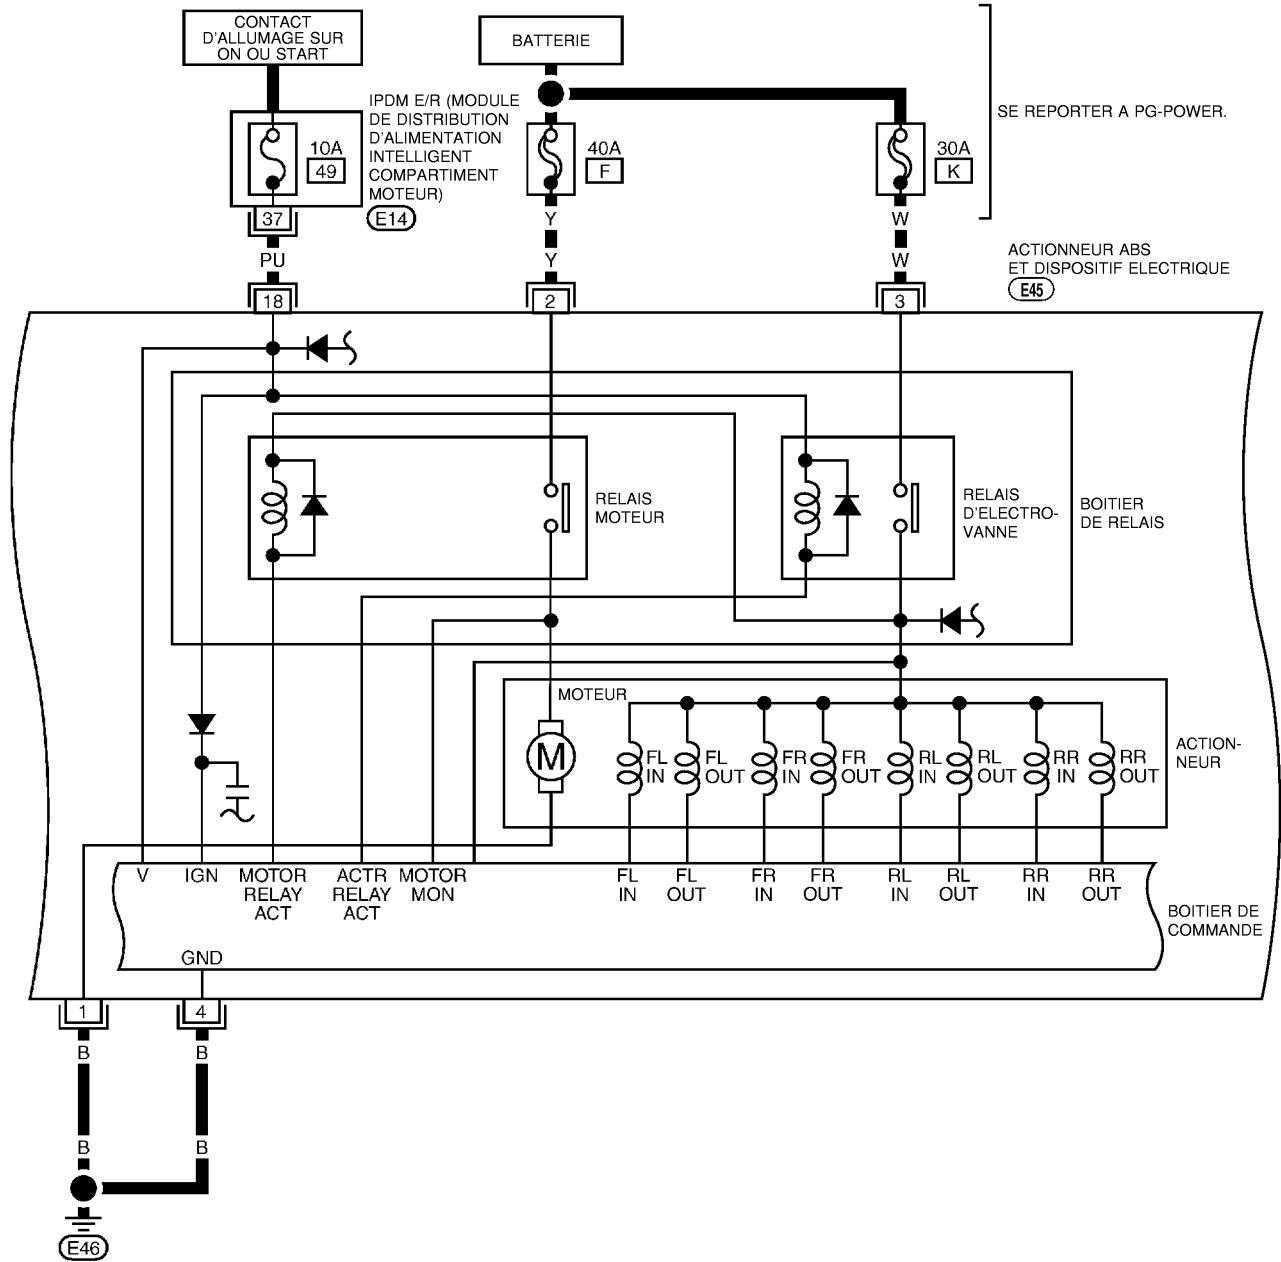 CONTACT
D'ALLUMAGE SUR
ON OU START
BATTERIE
SE REPORTER A PG-POWER.
IPDM E/R (MODULE
DE DISTRIBUTION
D'ALIMENTATION
INTELLIGENT
COMPARTIMENT
MOTEUR)
E14
10A
49
40A
F
30A
K
37
PU
Y
Y
W
W
ACTIONNEUR ABS
ET DISPOSITIF ELECTRIQUE
E45
18
2
3
RELAIS
MOTEUR
RELAIS
D'ELECTRO-
VANNE
BOITIER
DE RELAIS
MOTEUR
M
FL
IN
FL
OUT
FR
IN
FR
OUT
RL
IN
RL
OUT
RR
IN
RR
OUT
ACTION-
NEUR
V
IGN
MOTOR
RELAY
ACT
ACTR
RELAY
ACT
MOTOR
MON
FL
IN
FL
OUT
FR
IN
FR
OUT
RL
IN
RL
OUT
RR
IN
RR
OUT
BOITIER DE
COMMANDE
GND
1
4
B
B
B
B
E46